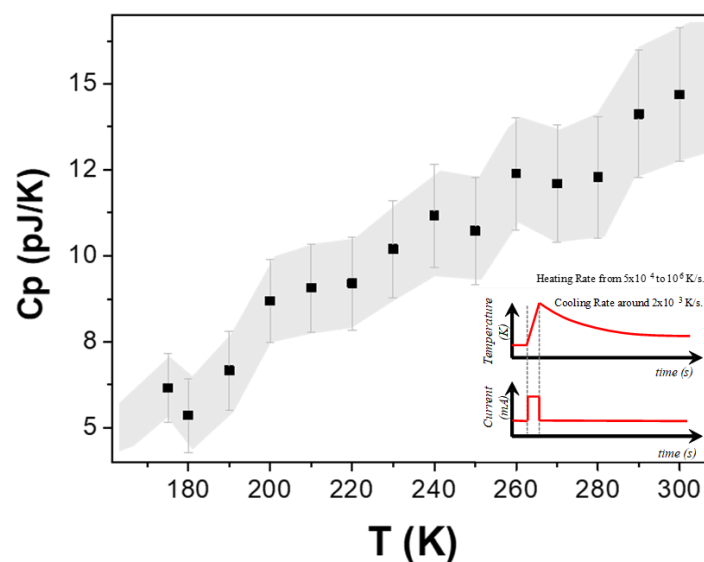 Cp (pJ/K)
15
12
10
8
5
180 200 220 240 260 280 300
T (K)
Heating Rate from 5x10 4 to 10 6 K/s.
Cooling Rate around 2x10 3 K/s.
Temperature
(K)
time (s)
Current
(mA)
time (s)